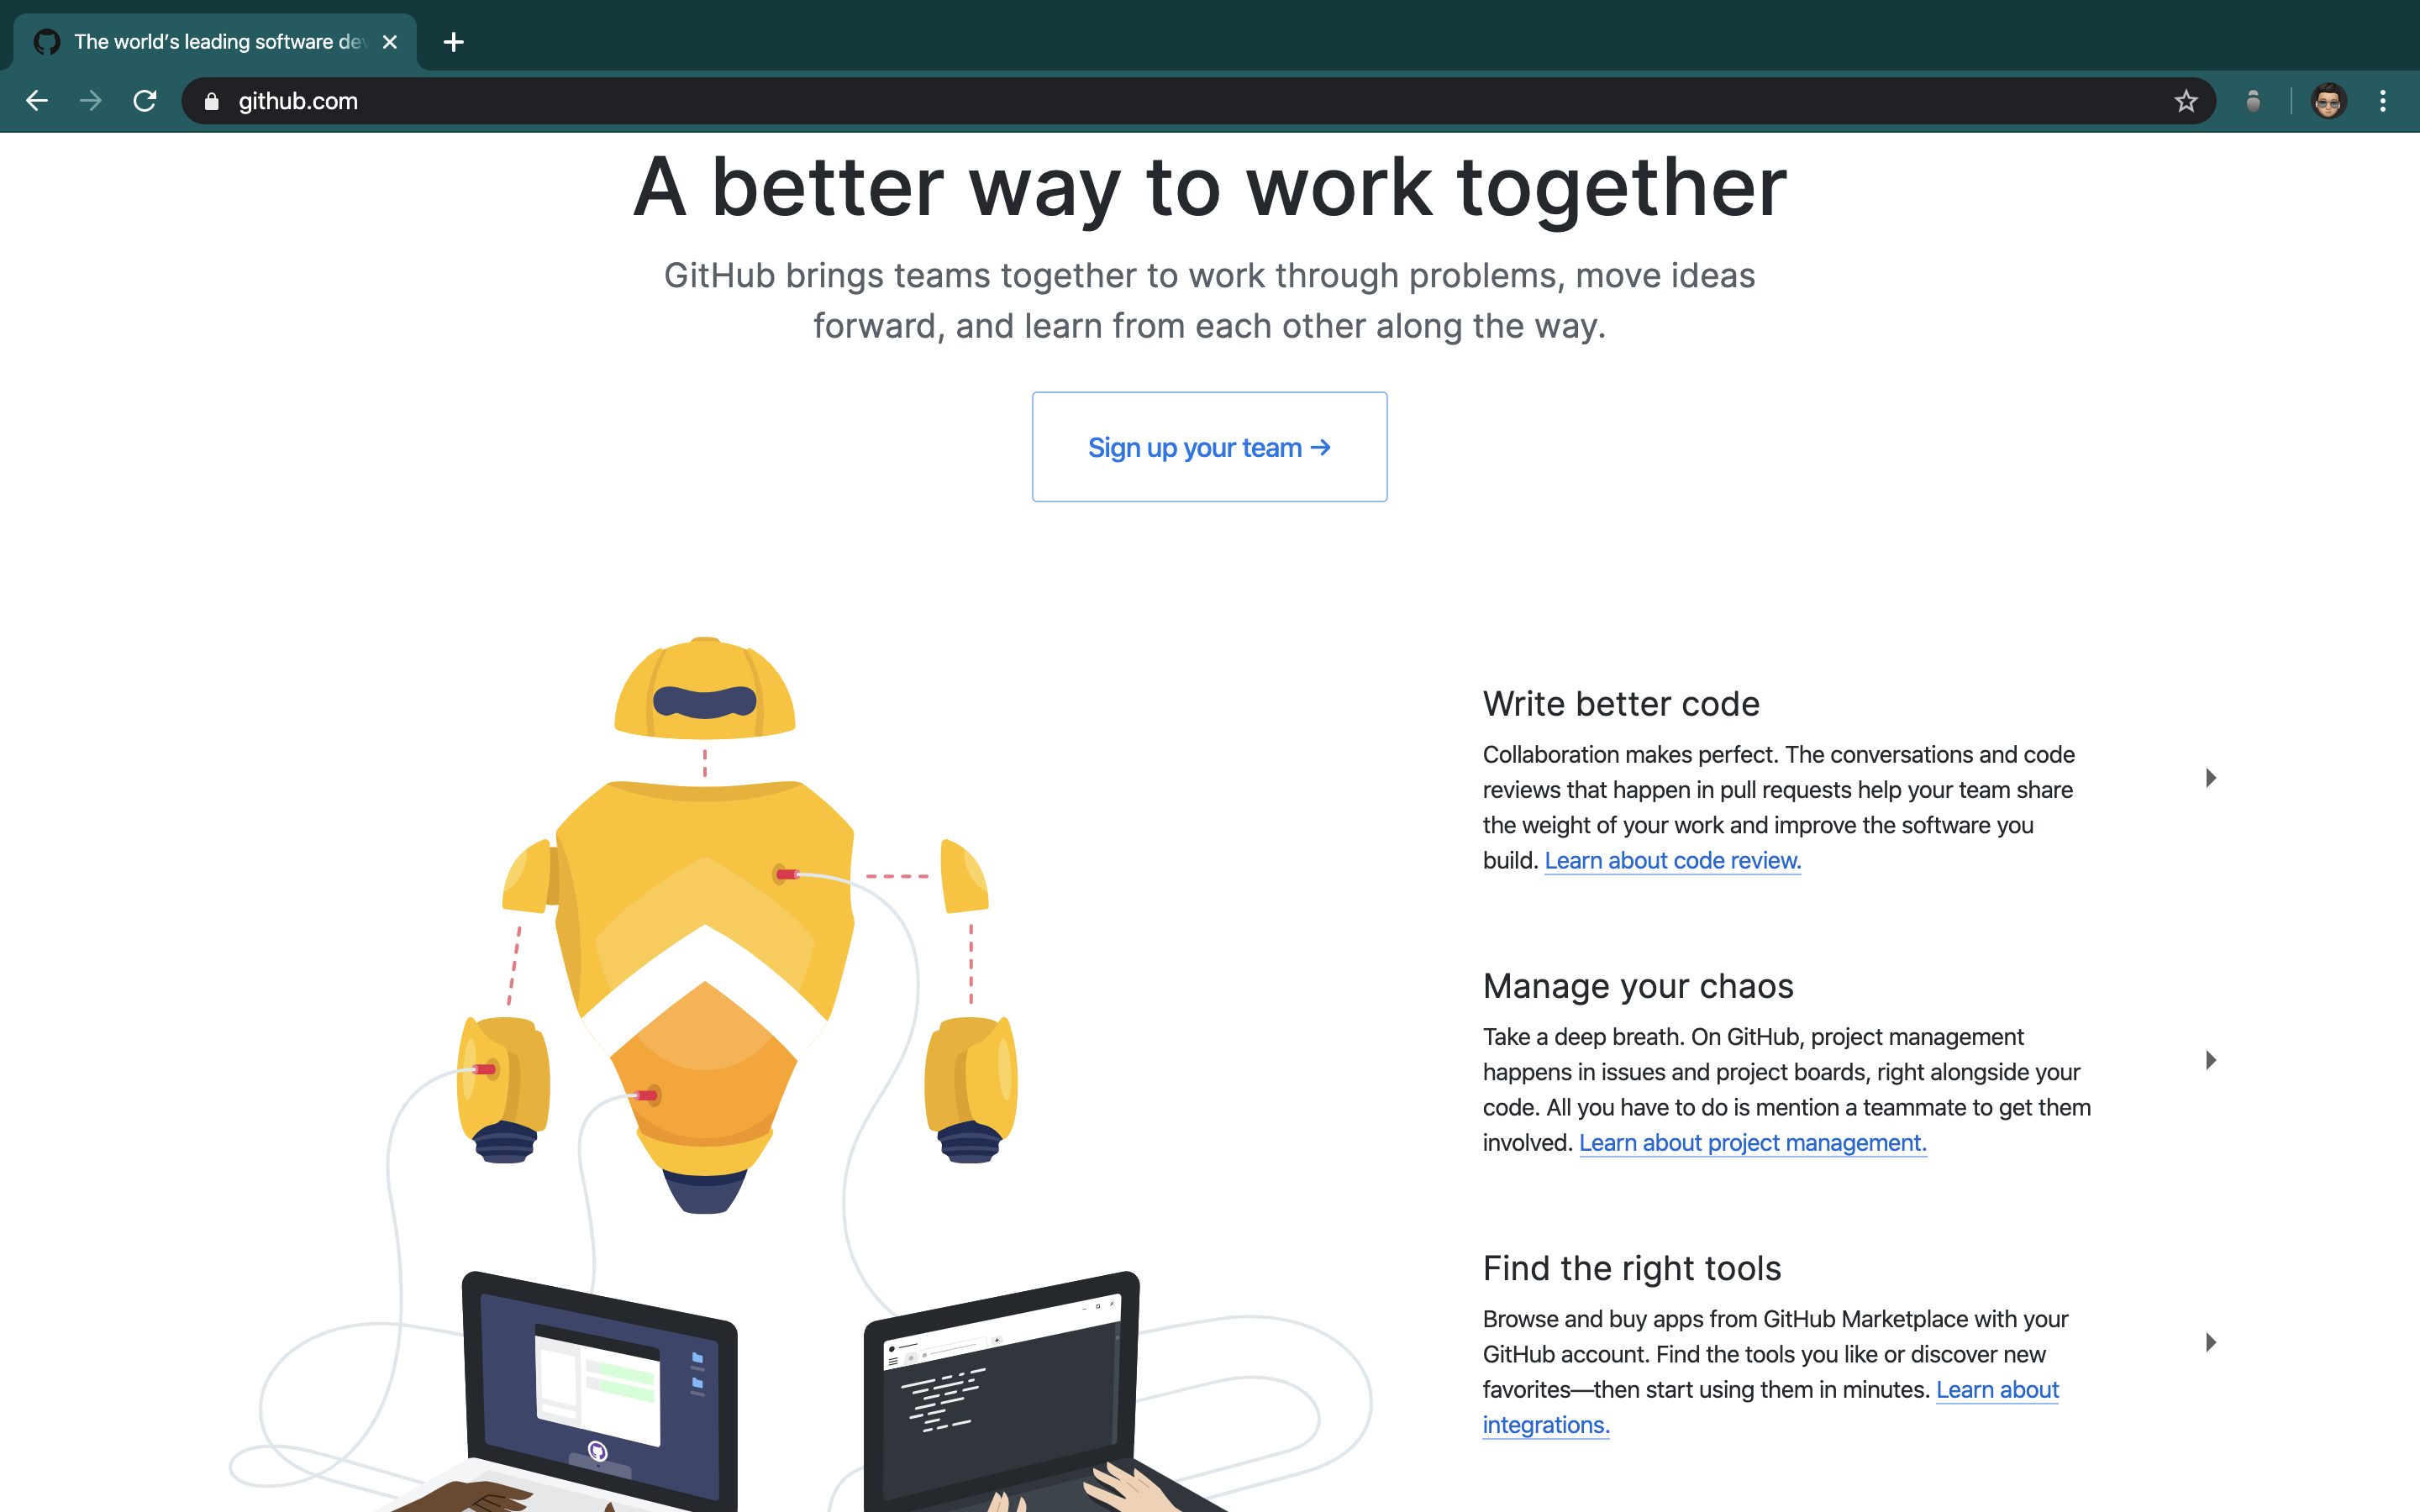 The world's leading software dev
github.com
A better way to work together
GitHub brings teams together to work through problems, move ideas
forward, and learn from each other along the way.
Sign up your team →
Write better code
Collaboration makes perfect. The conversations and code
reviews that happen in pull requests help your team share
the weight of your work and improve the software you
build. Learn about code review.
Manage your chaos
Take a deep breath. On GitHub, project management
happens in issues and project boards, right alongside your
code. All you have to do is mention a teammate to get them
involved. Learn about project management.
Find the right tools
Browse and buy apps from GitHub Marketplace with your
GitHub account. Find the tools you like or discover new
favorites—then start using them in minutes. Learn about
integrations.